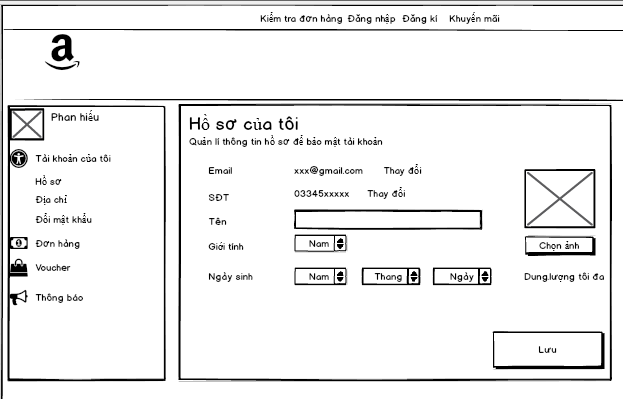 Kiểm tra đơn hàng Đăng nhập Đăng kí Khuyến mãi
a
Phan hiếu
Tài khoản của tôi
Hồ sơ
Địa chỉ
Đổi mật khẩu
Đơn hàng
Voucher
Thông báo
Hồ sơ của tôi
Quản lí thông tin hồ sơ để bảo mật tài khoản
Email xxx@gmail.com Thay đổi
SĐT 03345xxxxx Thay đổi
Tên
Giới tính Nam
Chọn ảnh
Ngày sinh Nam Thang Ngày
Dung.lượng tôi đa
Lưu